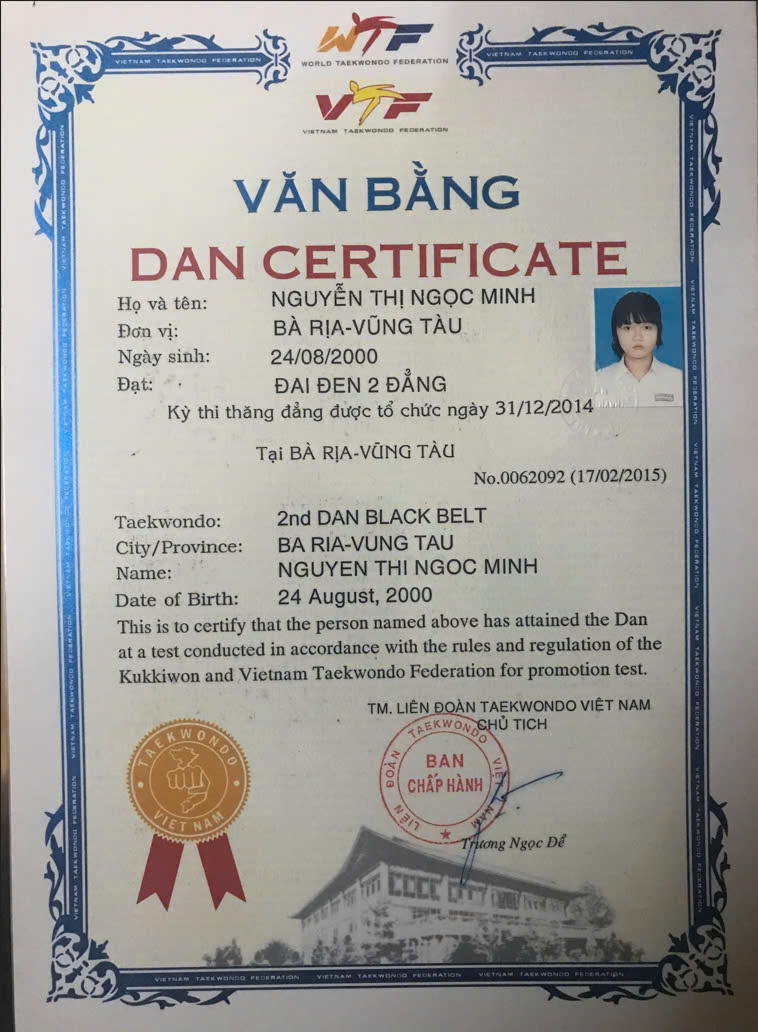 WTF
WORLD TAEKWONDO FEDERATION
VIETNAM TAEKWONDO FEDERATION
VIETNAM TAEKWONDO FEDERATION
VTF
VIETNAM TAEKWONDO FEDERATION
VĂN BẰNG
DAN CERTIFICATE
Họ và tên: NGUYỄN THỊ NGỌC MINH
Đơn vị: BÀ RỊA-VŨNG TÀU
Ngày sinh: 24/08/2000
Đạt: ĐAI ĐEN 2 ĐẲNG
Kỳ thi thăng đẳng được tổ chức ngày 31/12/2014
Tại BÀ RỊA-VŨNG TÀU
No.0062092 (17/02/2015)
Taekwondo: 2nd DAN BLACK BELT
City/Province: BA RIA-VUNG TAU
Name: NGUYEN THI NGOC MINH
Date of Birth: 24 August, 2000
This is to certify that the person named above has attained the Dan
at a test conducted in accordance with the rules and regulation of the
Kukkiwon and Vietnam Taekwondo Federation for promotion test.
TM. LIÊN ĐOÀN TAEKWONDO VIỆT NAM
CHỦ TỊCH
LIÊN ĐOÀN TAEKWONDO VIỆT NAM
BAN
CHẤP HÀNH
TAEKWONDO
VIET NAM
Trương Ngọc Để
VIETNAM TAEKWONDO FEDERATION
VIETNAM TAEKWONDO FEDERATION
VIETNAM TAEKWONDO FEDERATION